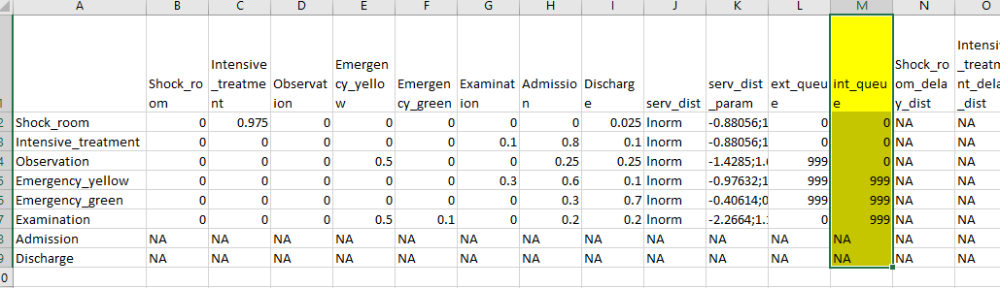 A B C D E F G H I J K L M N O
1 Shock_room Intensive_treatment Observation Emergency_yellow Emergency_green Examination Admission Discharge serv_dist serv_dist_param ext_queue int_queue Shock_room_delay_dist
2 Shock_room 0 0.975 0 0 0 0 0 0.025 lnorm -0.88056;1 0 0 NA NA
3 Intensive_treatment 0 0 0 0 0 0.1 0.8 0.1 lnorm -0.88056;1 0 0 NA NA
4 Observation 0 0 0 0.5 0 0 0.25 0.25 lnorm -1.4285;1. 999 0 NA NA
5 Emergency_yellow 0 0 0 0 0 0.3 0.6 0.1 lnorm -0.97632;1 999 999 NA NA
6 Emergency_green 0 0 0 0 0 0 0.3 0.7 lnorm -0.40614;0 999 999 NA NA
7 Examination 0 0 0 0.5 0.1 0 0.2 0.2 lnorm -2.2664;1. 0 999 NA NA
8 Admission NA NA NA NA NA NA NA NA NA NA NA NA NA NA
9 Discharge NA NA NA NA NA NA NA NA NA NA NA NA NA NA